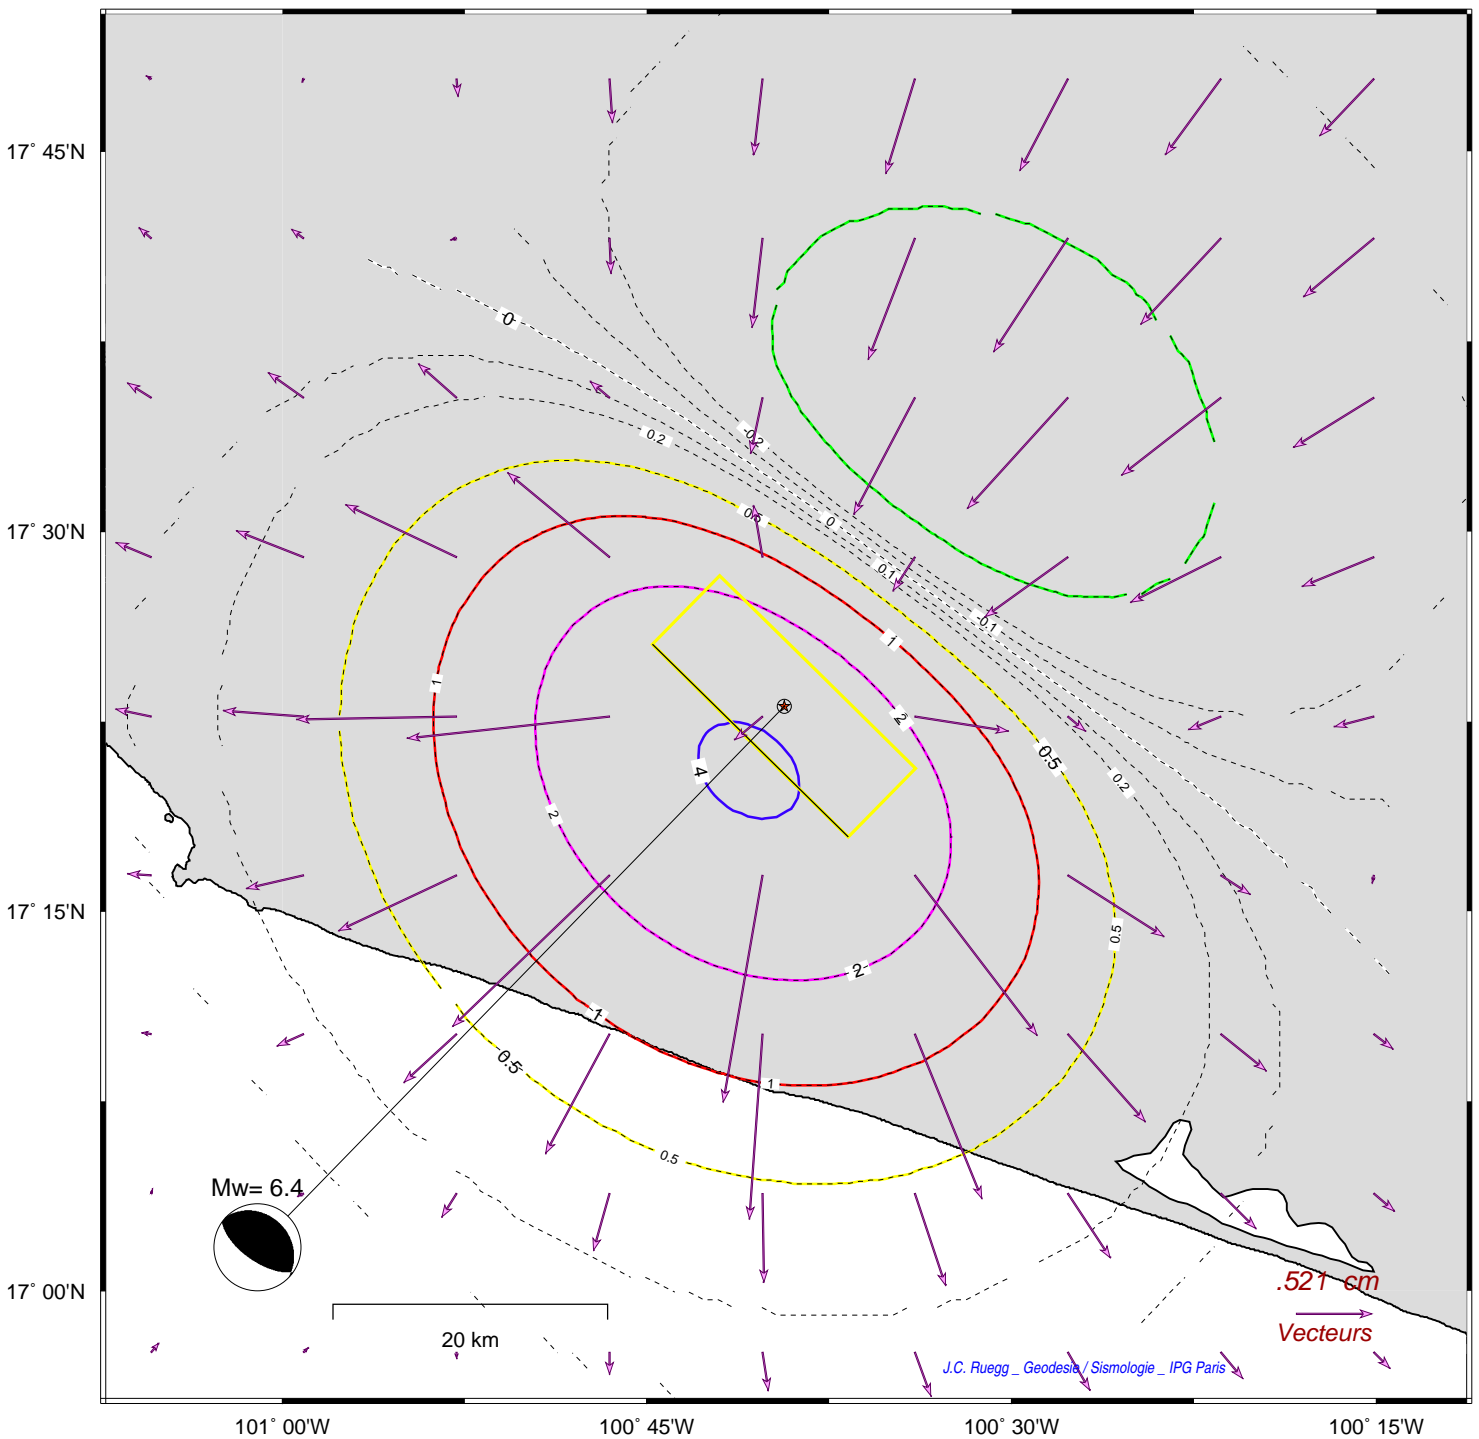 17° 45'N
0
-0.2
0.2
0.5
17° 30'N
0
0.1
-0.1
1
1
2
0.5
4
0.2
2
17° 15'N
0.5
2
1
0.5
1
0.5
Mw= 6.4
17° 00'N
.521 cm
20 km
Vecteurs
J.C. Ruegg _ Geodesie / Sismologie _ IPG Paris
101° 00'W
100° 45'W
100° 30'W
100° 15'W